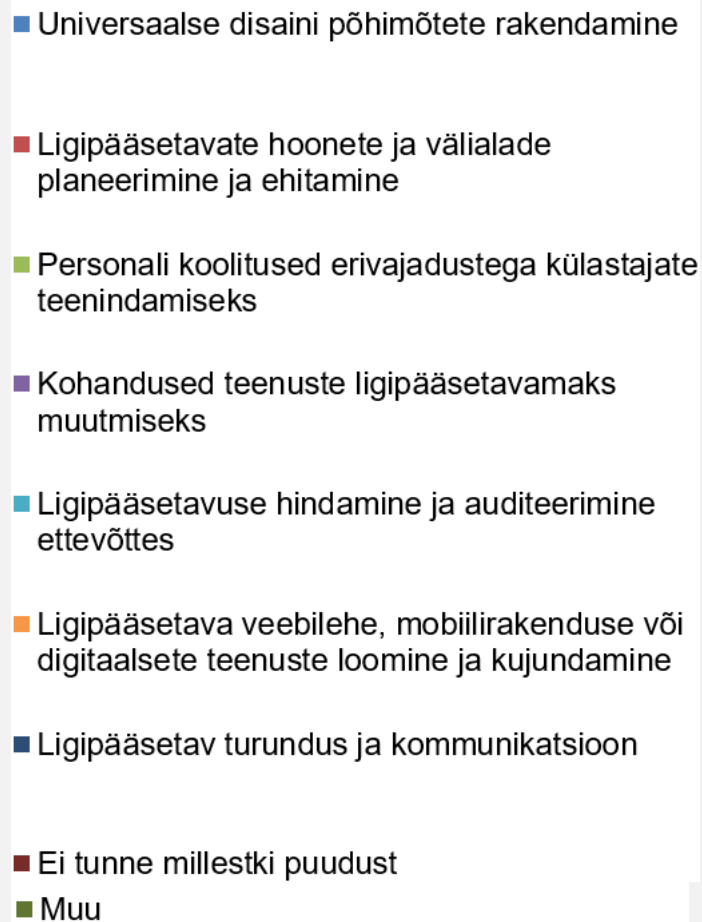 Universaalse disaini põhimõtete rakendamine
Ligipääsetavate hoonete ja välialade
planeerimine ja ehitamine
Personali koolitused erivajadustega külastajate
teenindamiseks
Kohandused teenuste ligipääsetavamaks
muutmiseks
Ligipääsetavuse hindamine ja auditeerimine
ettevõttes
Ligipääsetava veebilehe, mobiilirakenduse või
digitaalsete teenuste loomine ja kujundamine
Ligipääsetav turundus ja kommunikatsioon
Ei tunne millestki puudust
Muu